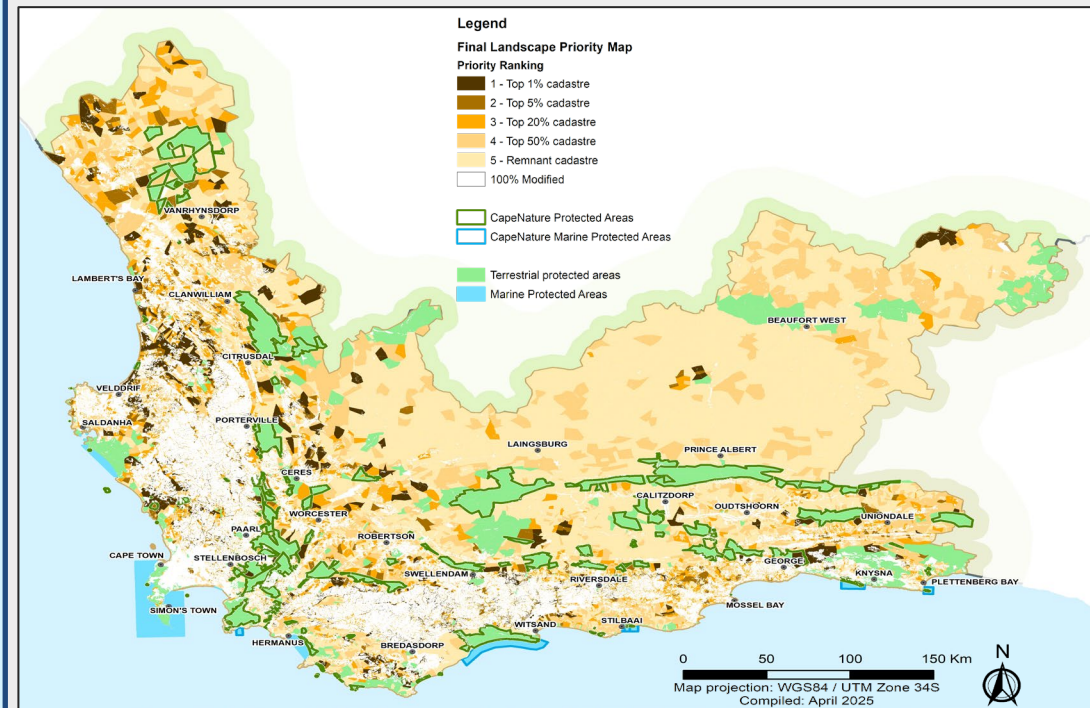 Legend
Final Landscape Priority Map
Priority Ranking
1 - Top 1% cadastre
2 - Top 5% cadastre
3 - Top 20% cadastre
4 - Top 50% cadastre
5 - Remnant cadastre
100% Modified
CapeNature Protected Areas
CapeNature Marine Protected Areas
Terrestrial protected areas
Marine Protected Areas
VANRHYNSDORP
LAMBERT'S BAY
CLANWILLIAM
BEAUFORT WEST
CITRUSDAL
VELDDRIF
SALDANHA
PORTERVILLE
LAINGSBURG
PRINCE ALBERT
CERES
CALITZDORP
OUDTSHOORN
UNIONDALE
WORCESTER
PAARL
ROBERTSON
CAPE TOWN
STELLENBOSCH
SWELLENDAM
RIVERSDALE
GEORGE
KNYSNA
PLETTENBERG BAY
SIMON'S TOWN
MOSSEL BAY
WITSAND
STILBAAI
HERMANUS
BREDASDORP
0 50 100 150 Km
N
Map projection: WGS84 / UTM Zone 34S
Compiled: April 2025